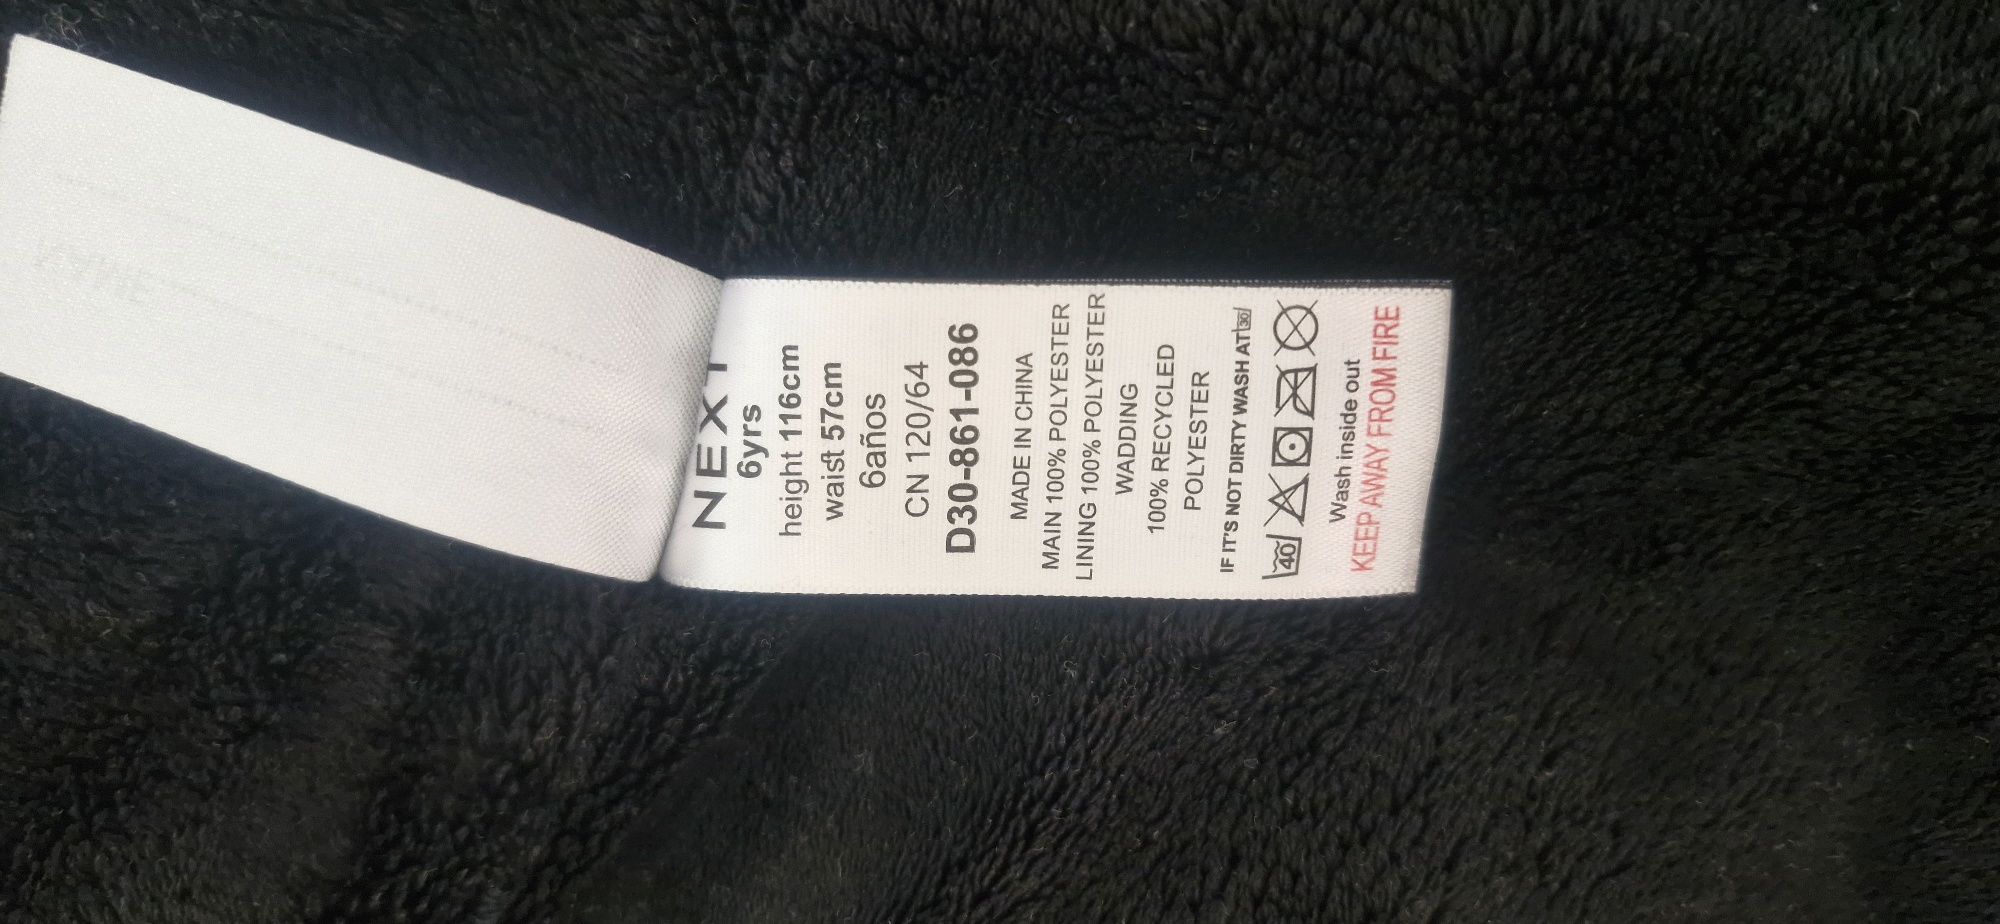 NEXT
6yrs
height 116cm
waist 57cm
6años
CN 120/64
D30-861-086
MADE IN CHINA
MAIN 100% POLYESTER
LINING 100% POLYESTER
WADDING
100% RECYCLED
POLYESTER
IF IT'S NOT DIRTY WASH AT 30
40
Wash inside out
KEEP AWAY FROM FIRE
NAME